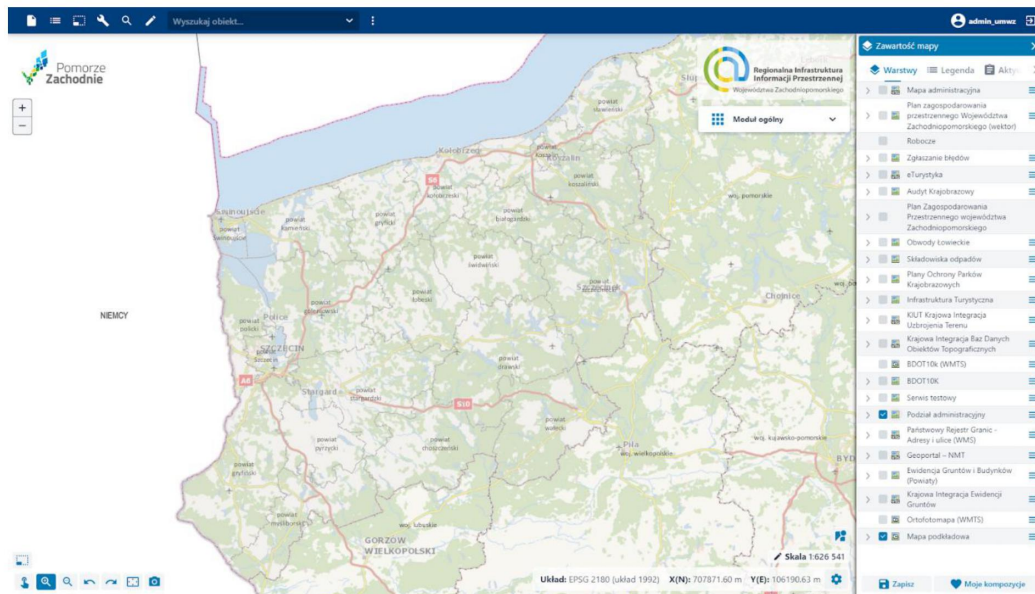 Wyszukaj obiekt...
admin_umwz
Pomorze
Zachodnie
+
−
Regionalna Infrastruktura
Informacji Przestrzennej
Województwa Zachodniopomorskiego
Moduł ogólny
Zawartość mapy
Warstwy
Legenda
Mapa administracyjna
Plan zagospodarowania
przestrzennego Województwa
Zachodniopomorskiego (wektor)
Robocze
Zgłaszanie błędów
eTurystyka
Audyt Krajobrazowy
Plan Zagospodarowania
Przestrzennego województwa
Zachodniopomorskiego
Obwody Łowieckie
Składowiska odpadów
Plany Ochrony Parków
Krajobrazowych
Infrastruktura Turystyczna
KIUT Krajowa Integracja
Uzbrojenia Terenu
Krajowa Integracja Baz Danych
Obiektów Topograficznych
BDOT10k (WMTS)
BDOT10K
Serwis testowy
Podział administracyjny
Państwowy Rejestr Granic -
Adresy i ulice (WMS)
Geoportal – NMT
Ewidencja Gruntów i Budynków
(Powiaty)
Krajowa Integracja Ewidencji
Gruntów
Ortofotomapa (WMTS)
Mapa podkładowa
Zapisz
Moje kompozycje
Kołobrzeg
powiat
sławieński
S6
powiat
kołobrzeski
powiat
koszaliński
woj. pomorskie
powiat
kamieński
powiat
gryficki
powiat
białogardzki
powiat
świdwiński
Chojnice
NIEMCY
Police
powiat
policki
powiat
łobeski
SZCZECIN
powiat
drawski
A6
Stargard
powiat
stargardzki
S10
powiat
wałecki
powiat
pyrzycki
powiat
choszczeński
Piła
woj. wielkopolskie
woj. kujawsko-pomorskie
powiat
gryfiński
powiat
myśliborski
woj. lubuskie
GORZÓW
WIELKOPOLSKI
Skala 1:626 541
Układ: EPSG 2180 (układ 1992) X(N): 707871.60 m Y(E): 106190.63 m